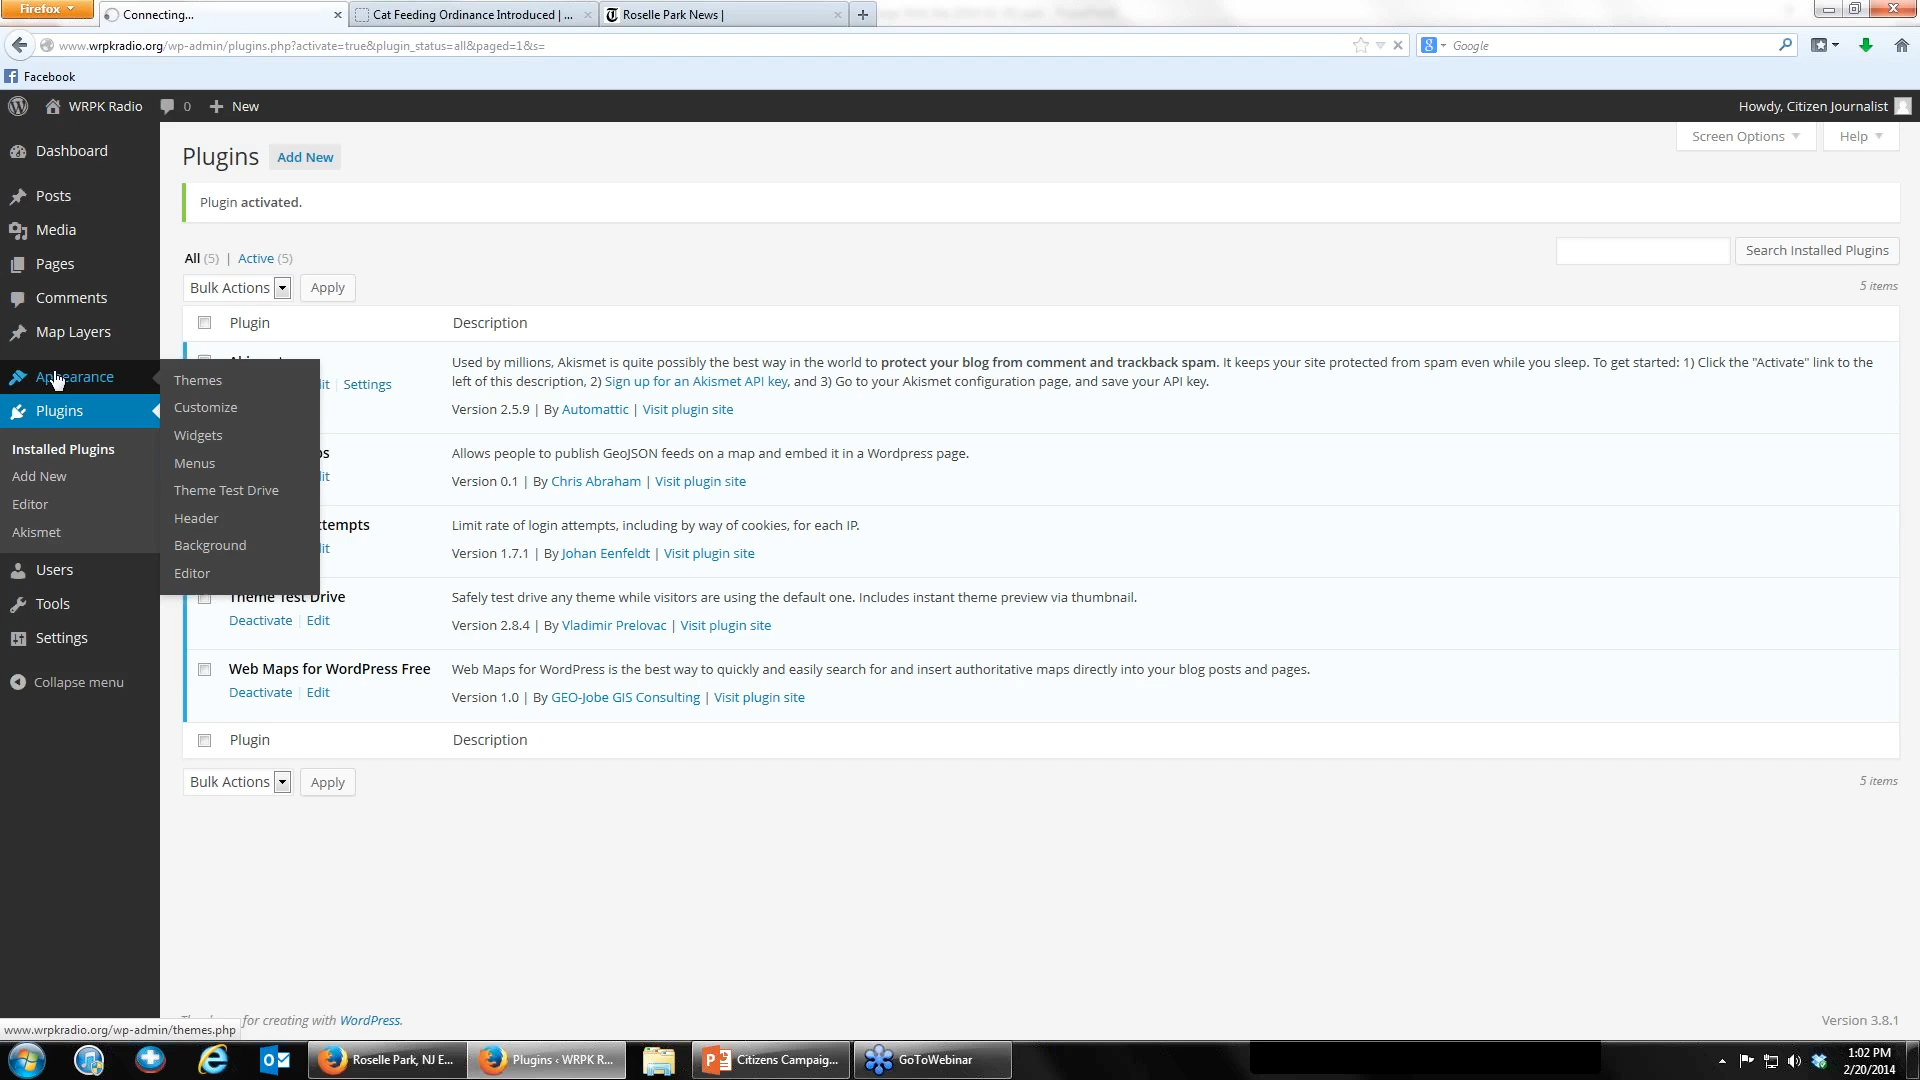 Firefox
Connecting...
Cat Feeding Ordinance Introduced | ...
Roselle Park News |
www.wrpkradio.org/wp-admin/plugins.php?activate=true&plugin_status=all&paged=1&s=
Google
Facebook
WRPK Radio
0
New
Howdy, Citizen Journalist
Screen Options
Help
Dashboard
Posts
Media
Pages
Comments
Map Layers
Appearance
Plugins
Installed Plugins
Add New
Editor
Akismet
Users
Tools
Settings
Collapse menu
Themes
Customize
Widgets
Menus
Theme Test Drive
Header
Background
Editor
Plugins Add New
Plugin activated.
All (5) | Active (5)
Search Installed Plugins
Bulk Actions Apply
5 items
Plugin Description
Settings
Used by millions, Akismet is quite possibly the best way in the world to protect your blog from comment and trackback spam. It keeps your site protected from spam even while you sleep. To get started: 1) Click the "Activate" link to the
left of this description, 2) Sign up for an Akismet API key, and 3) Go to your Akismet configuration page, and save your API key.
Version 2.5.9 | By Automattic | Visit plugin site
ps
Allows people to publish GeoJSON feeds on a map and embed it in a Wordpress page.
dit
Version 0.1 | By Chris Abraham | Visit plugin site
ttempts
Limit rate of login attempts, including by way of cookies, for each IP.
dit
Version 1.7.1 | By Johan Eenfeldt | Visit plugin site
Theme Test Drive
Safely test drive any theme while visitors are using the default one. Includes instant theme preview via thumbnail.
Deactivate | Edit
Version 2.8.4 | By Vladimir Prelovac | Visit plugin site
Web Maps for WordPress Free
Web Maps for WordPress is the best way to quickly and easily search for and insert authoritative maps directly into your blog posts and pages.
Deactivate | Edit
Version 1.0 | By GEO-Jobe GIS Consulting | Visit plugin site
Plugin Description
Bulk Actions Apply
5 items
for creating with WordPress.
Version 3.8.1
www.wrpkradio.org/wp-admin/themes.php
Roselle Park, NJ E...
Plugins ‹ WRPK R...
Citizens Campaig...
GoToWebinar
1:02 PM
2/20/2014